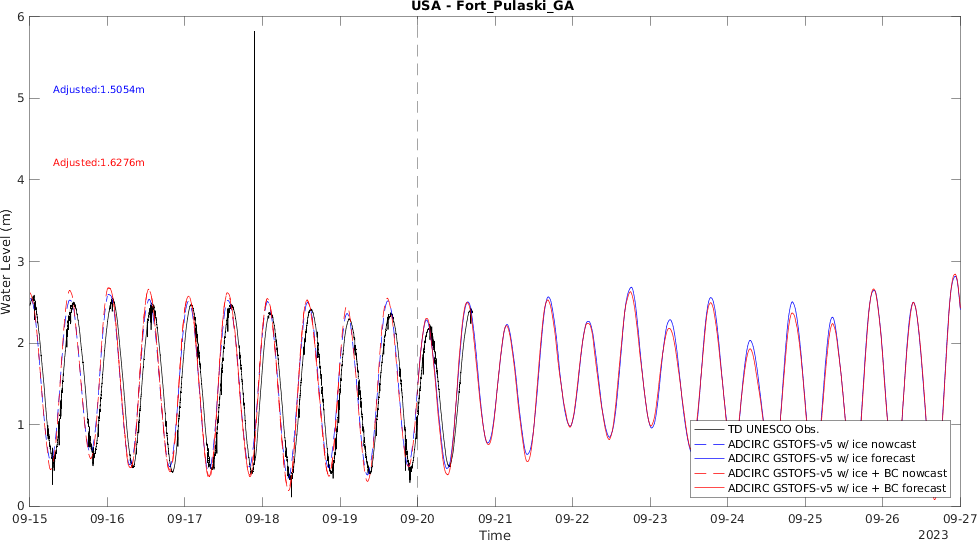 USA - Fort_Pulaski_GA
6
5
4
3
2
1
0
Water Level (m)
Adjusted:1.5054m
Adjusted:1.6276m
TD UNESCO Obs.
ADCIRC GSTOFS-v5 w/ ice nowcast
ADCIRC GSTOFS-v5 w/ ice forecast
ADCIRC GSTOFS-v5 w/ ice + BC nowcast
ADCIRC GSTOFS-v5 w/ ice + BC forecast
09-15 09-16 09-17 09-18 09-19 09-20 09-21 09-22 09-23 09-24 09-25 09-26 09-27
Time
2023